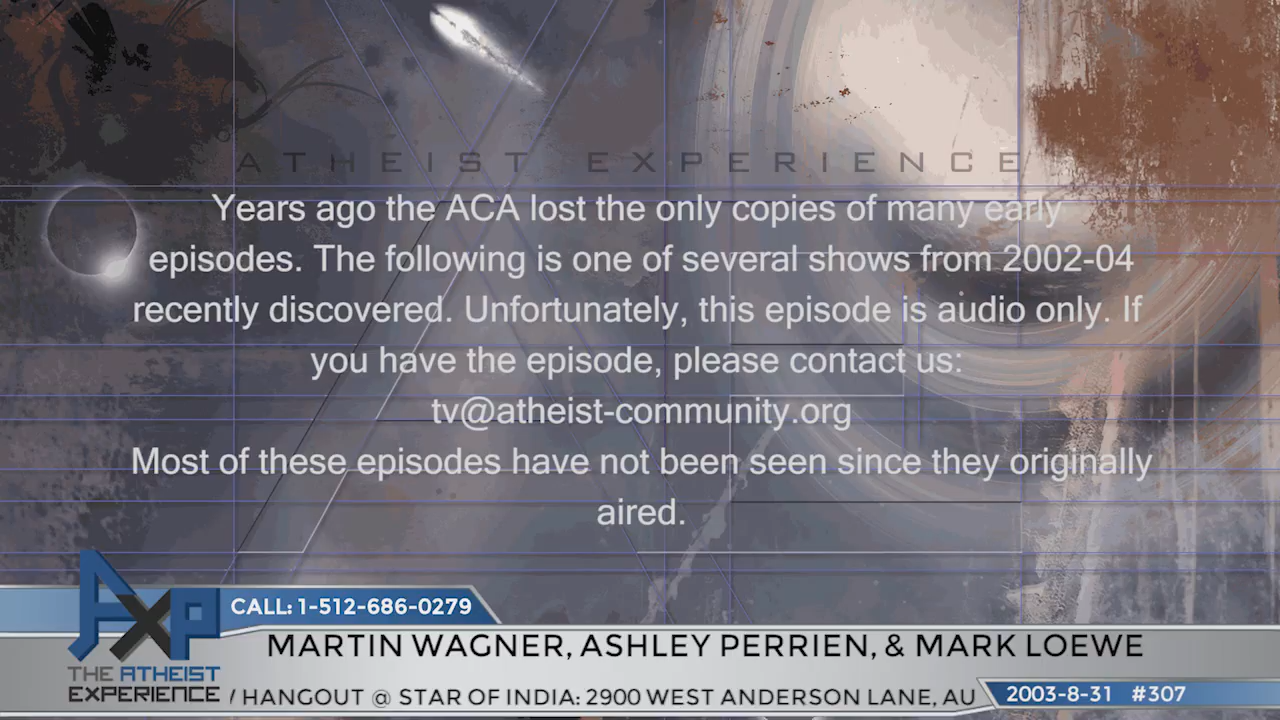 ATHEIST EXPERIENCE
Years ago the ACA lost the only copies of many early
episodes. The following is one of several shows from 2002-04
recently discovered. Unfortunately, this episode is audio only. If
you have the episode, please contact us:
tv@atheist-community.org
Most of these episodes have not been seen since they originally
aired.
AXP
CALL: 1-512-686-0279
MARTIN WAGNER, ASHLEY PERRIEN, & MARK LOEWE
THE ATHEIST
EXPERIENCE
/ HANGOUT @ STAR OF INDIA: 2900 WEST ANDERSON LANE, AU
2003-8-31 #307